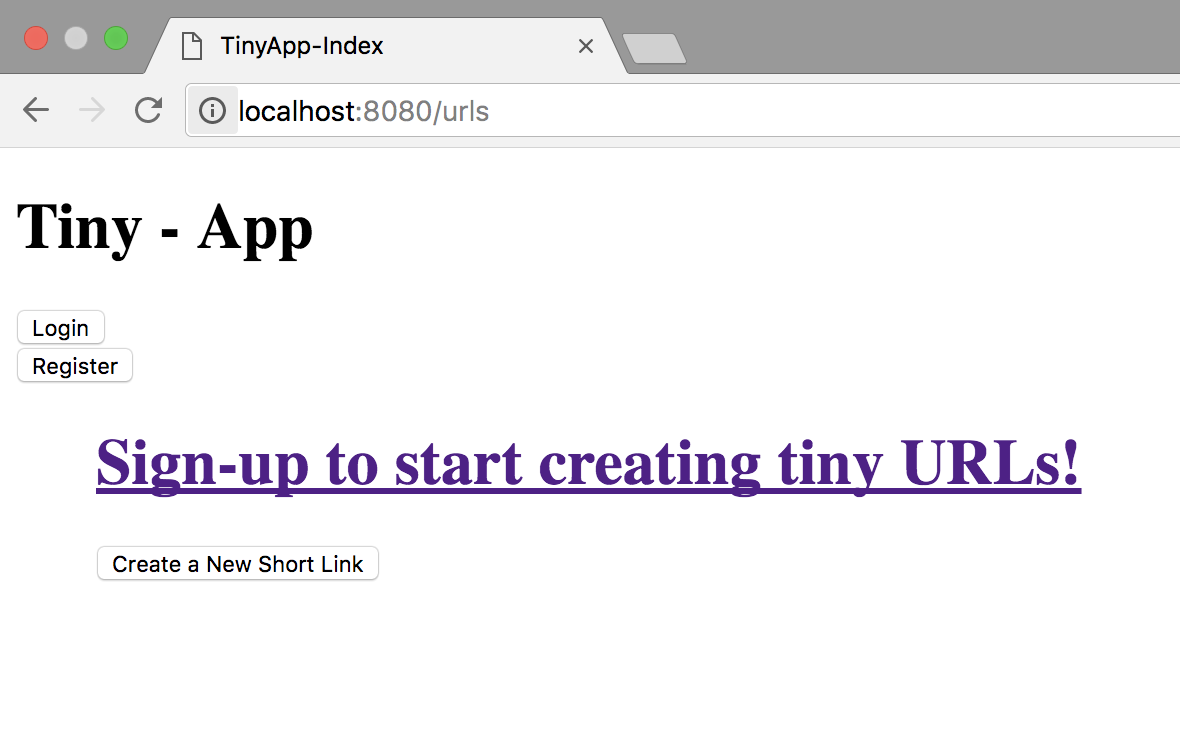 TinyApp-Index
localhost:8080/urls
Tiny - App
Login
Register
Sign-up to start creating tiny URLs!
Create a New Short Link